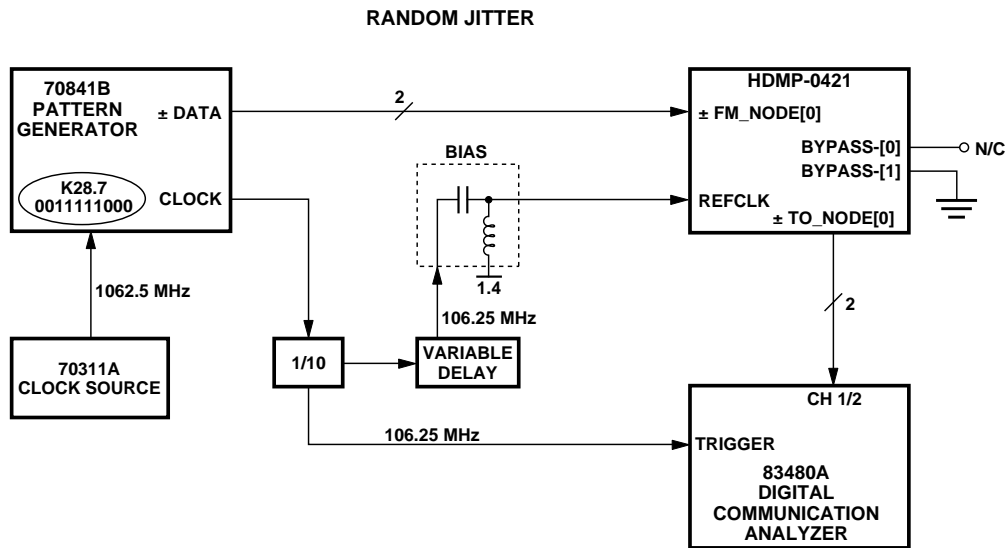 RANDOM JITTER
70841B
PATTERN
GENERATOR
± DATA
K28.7
0011111000
CLOCK
2
HDMP-0421
± FM_NODE[0]
BYPASS-[0]
N/C
BYPASS-[1]
REFCLK
± TO_NODE[0]
BIAS
1.4
1062.5 MHz
106.25 MHz
2
70311A
CLOCK SOURCE
1/10
VARIABLE
DELAY
106.25 MHz
CH 1/2
TRIGGER
83480A
DIGITAL
COMMUNICATION
ANALYZER